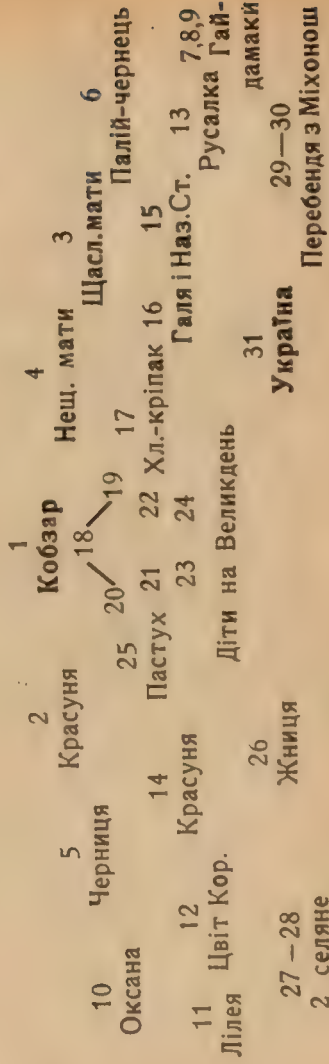 1
2 4
Кобзар
5 Красуня Нещ. мати 3
10 Черниця 18 Щасл.мати 6
Оксана 20 19 Палій-чернець
25 17
14 Пастух 21 22 Хл.-кріпак 16 15
12 Красуня 23 24 Галя і Наз.Ст. 13 7,8,9
11 Русалка Гай-
Лілея Цвіт Кор. Діти на Великдень дамаки́
26 31
27–28 Жниця Україна 29—30
2 селяне Перебендя з Міхонош